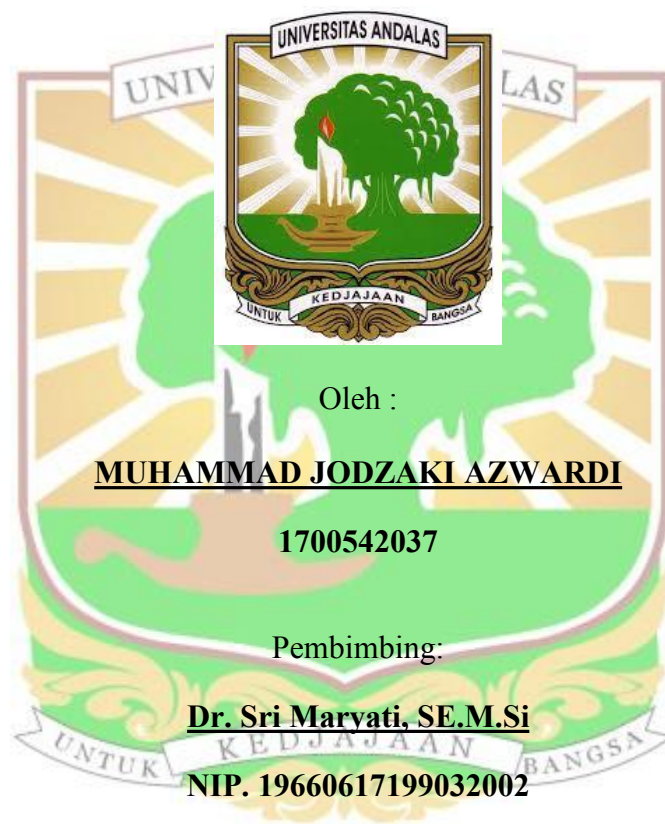 UNIVERSITAS ANDALAS
UNIV LAS
UNTUK KEDJAJAAN BANGSA
Oleh :
MUHAMMAD JODZAKI AZWARDI
1700542037
Pembimbing:
Dr. Sri Maryati, SE.M.Si
UNTUK KEDJAJAAN BANGSA
NIP. 19660617199032002